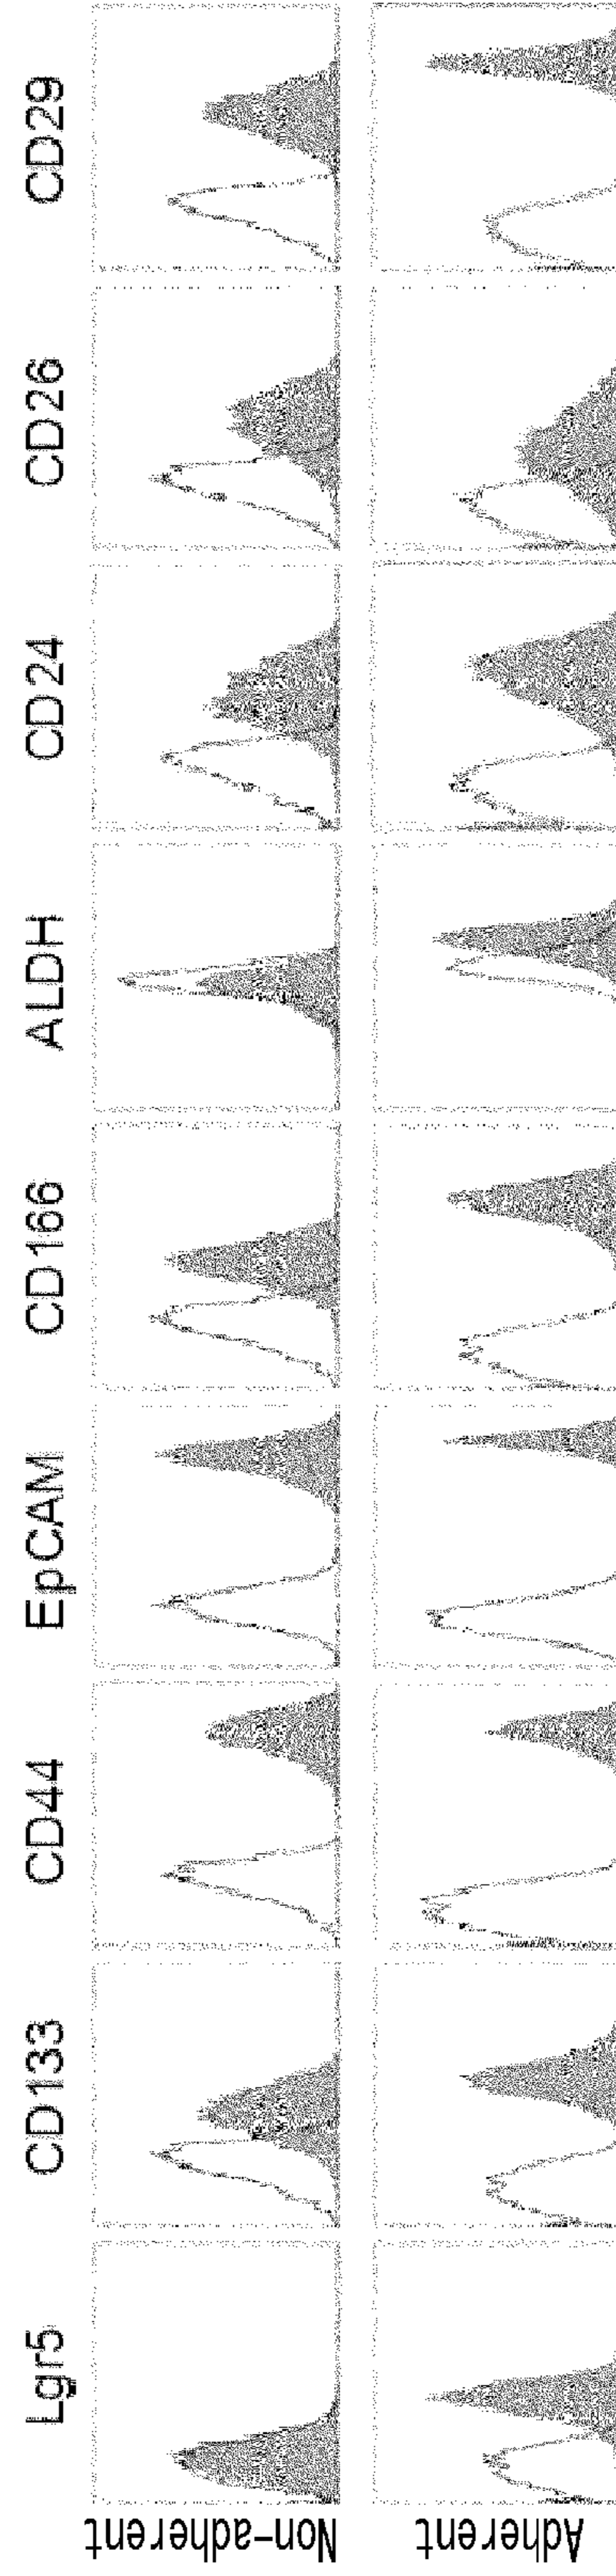 Lgr5
CD133
CD44
EpCAM
CD166
ALDH
CD24
CD26
CD29
Non-adherent
Adherent